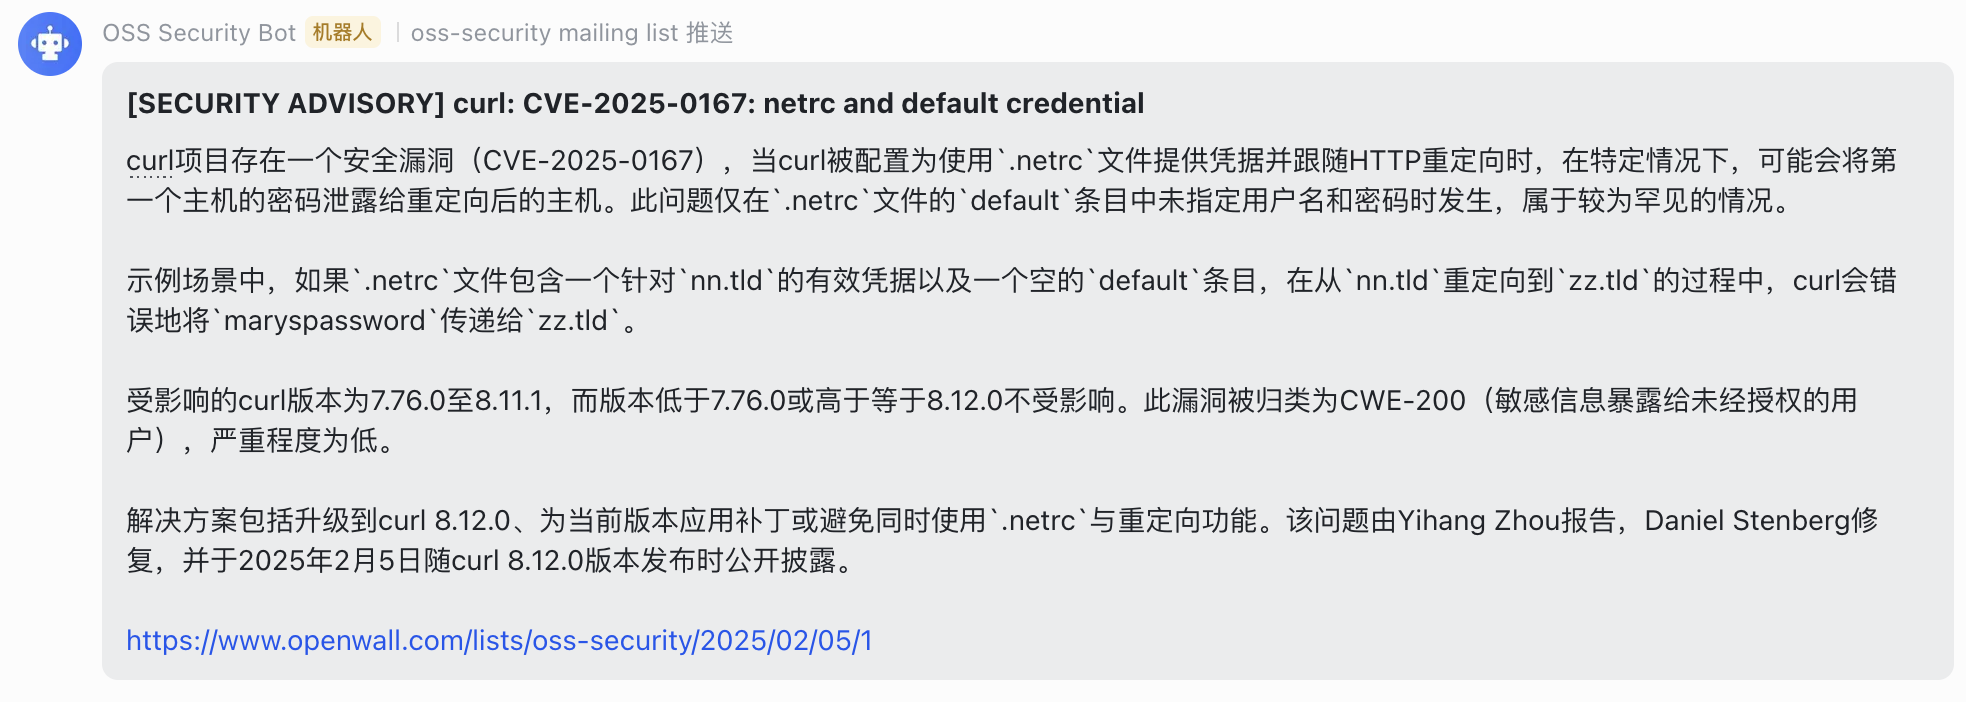 OSS Security Bot 机器人 | oss-security mailing list 推送
[SECURITY ADVISORY] curl: CVE-2025-0167: netrc and default credential
curl项目存在一个安全漏洞（CVE-2025-0167），当curl被配置为使用`.netrc`文件提供凭据并跟随HTTP重定向时，在特定情况下，可能会将第
一个主机的密码泄露给重定向后的主机。此问题仅在`.netrc`文件的`default`条目中未指定用户名和密码时发生，属于较为罕见的情况。
示例场景中，如果`.netrc`文件包含一个针对`nn.tld`的有效凭据以及一个空的`default`条目，在从`nn.tld`重定向到`zz.tld`的过程中，curl会错
误地将`maryspassword`传递给`zz.tld`。
受影响的curl版本为7.76.0至8.11.1，而版本低于7.76.0或高于等于8.12.0不受影响。此漏洞被归类为CWE-200（敏感信息暴露给未经授权的用
户），严重程度为低。
解决方案包括升级到curl 8.12.0、为当前版本应用补丁或避免同时使用`.netrc`与重定向功能。该问题由Yihang Zhou报告，Daniel Stenberg修
复，并于2025年2月5日随curl 8.12.0版本发布时公开披露。
https://www.openwall.com/lists/oss-security/2025/02/05/1